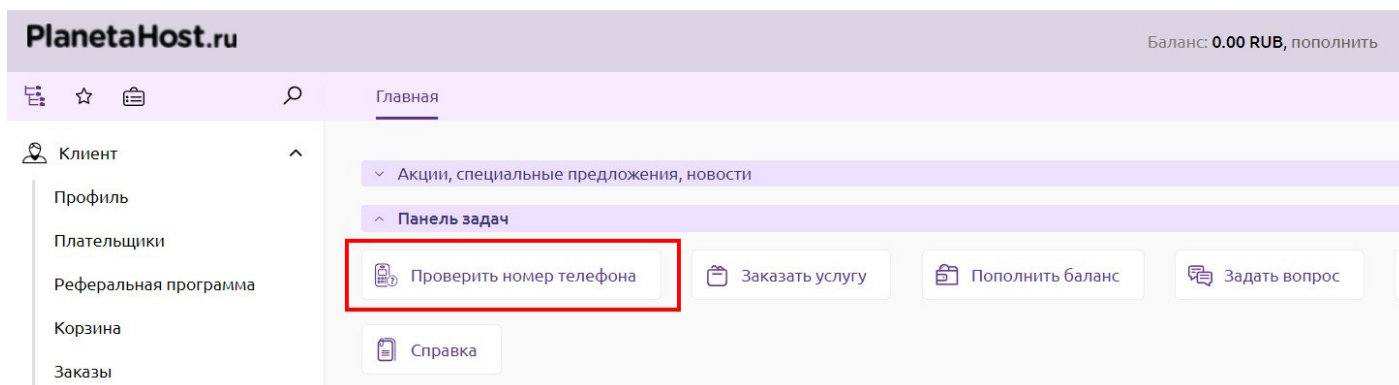 PlanetaHost.ru
Баланс: 0.00 RUB, пополнить
Главная
Клиент
Акции, специальные предложения, новости
Профиль
Панель задач
Плательщики
Проверить номер телефона
Заказать услугу
Пополнить баланс
Задать вопрос
Реферальная программа
Корзина
Справка
Заказы